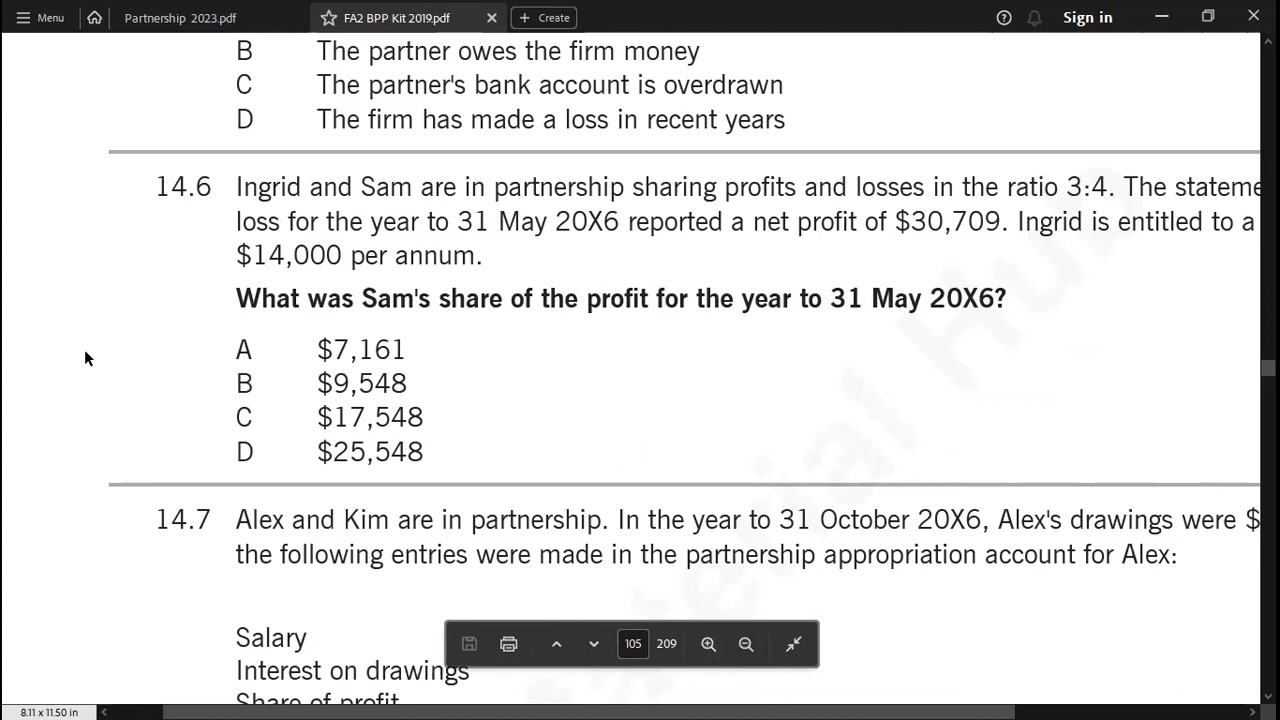 Menu Partnership 2023.pdf FA2 BPP Kit 2019.pdf Create Sign in
B The partner owes the firm money
C The partner's bank account is overdrawn
D The firm has made a loss in recent years
14.6 Ingrid and Sam are in partnership sharing profits and losses in the ratio 3:4. The stateme
loss for the year to 31 May 20X6 reported a net profit of $30,709. Ingrid is entitled to a
$14,000 per annum.
What was Sam's share of the profit for the year to 31 May 20X6?
A $7,161
B $9,548
C $17,548
D $25,548
14.7 Alex and Kim are in partnership. In the year to 31 October 20X6, Alex's drawings were $
the following entries were made in the partnership appropriation account for Alex:
Salary
105 209
Interest on drawings
Share of profit
8.11 x 11.50 in